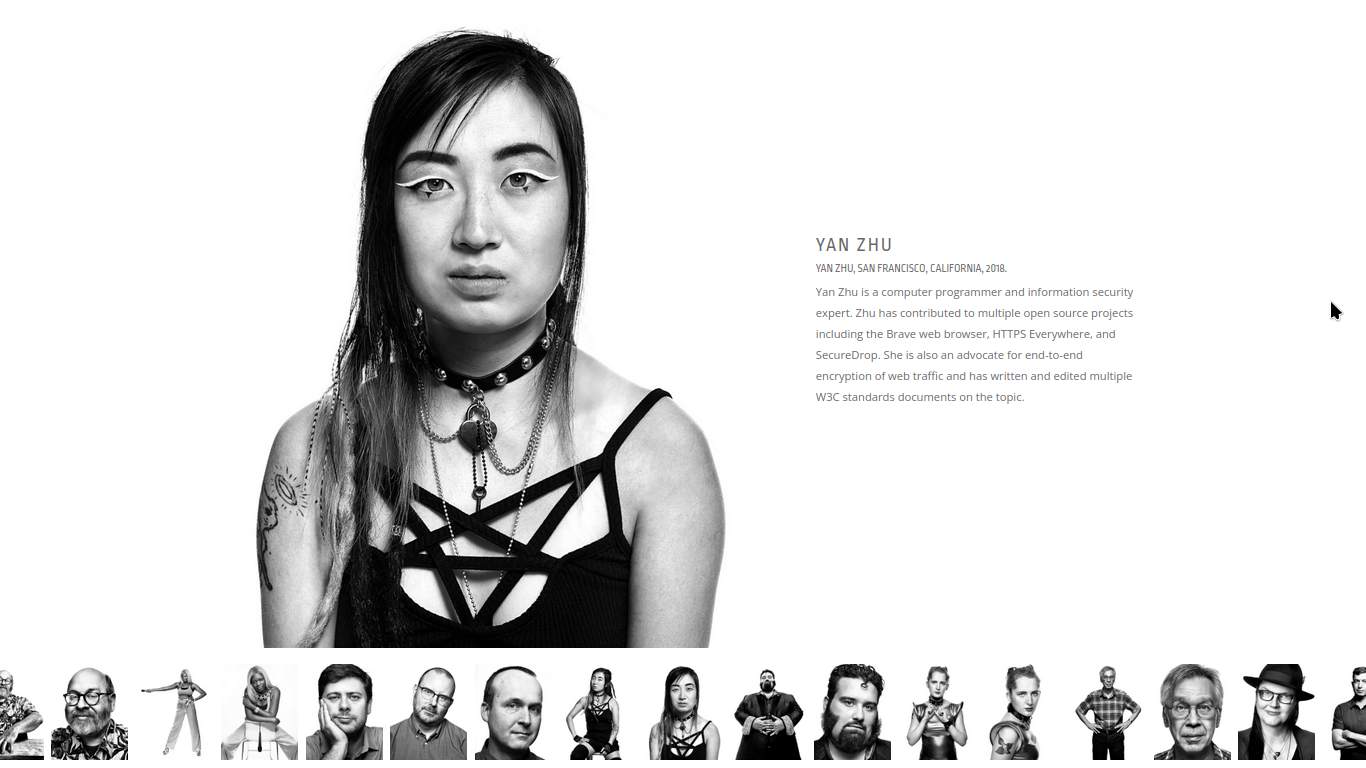 YAN ZHU
YAN ZHU, SAN FRANCISCO, CALIFORNIA, 2018.
Yan Zhu is a computer programmer and information security
expert. Zhu has contributed to multiple open source projects
including the Brave web browser, HTTPS Everywhere, and
SecureDrop. She is also an advocate for end-to-end
encryption of web traffic and has written and edited multiple
W3C standards documents on the topic.